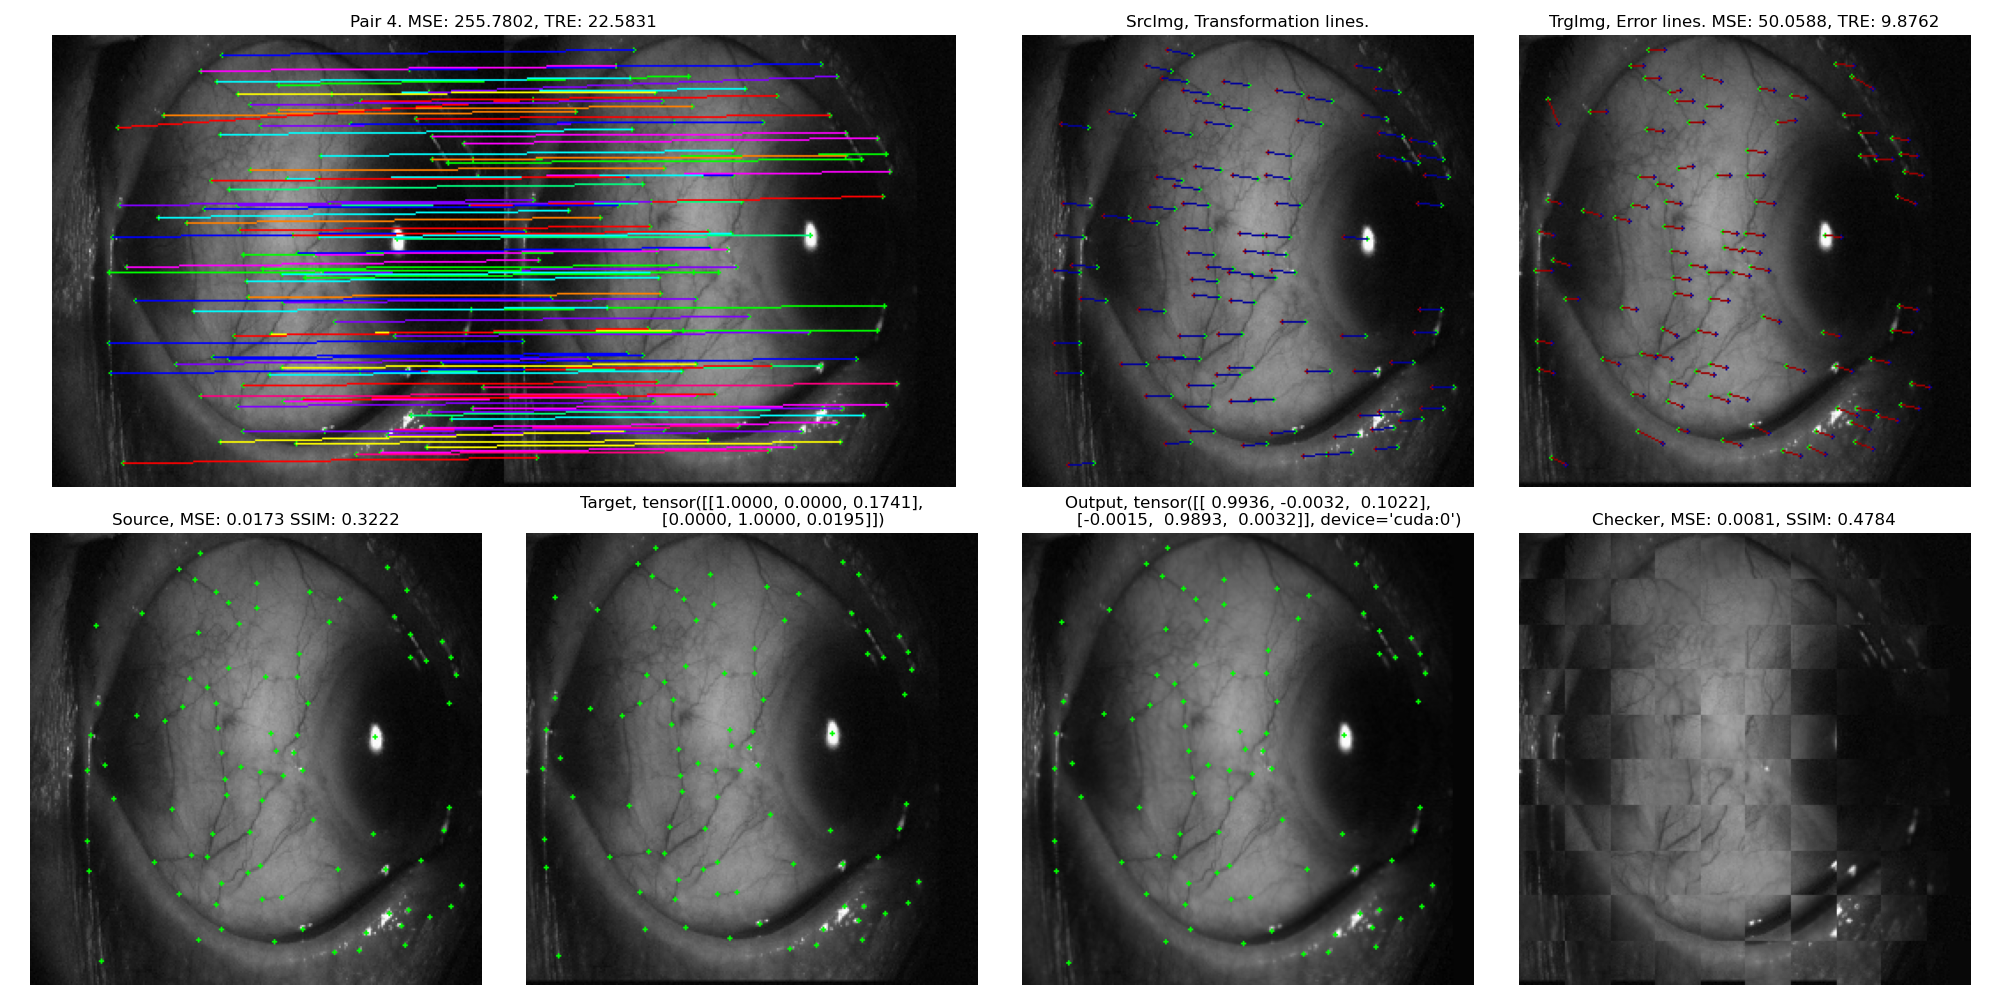 Pair 4. MSE: 255.7802, TRE: 22.5831
SrcImg, Transformation lines.
TrgImg, Error lines. MSE: 50.0588, TRE: 9.8762
Source, MSE: 0.0173 SSIM: 0.3222
Target, tensor([[1.0000, 0.0000, 0.1741],
[0.0000, 1.0000, 0.0195]])
Output, tensor([[ 0.9936, -0.0032,  0.1022],
[-0.0015,  0.9893,  0.0032]], device='cuda:0')
Checker, MSE: 0.0081, SSIM: 0.4784